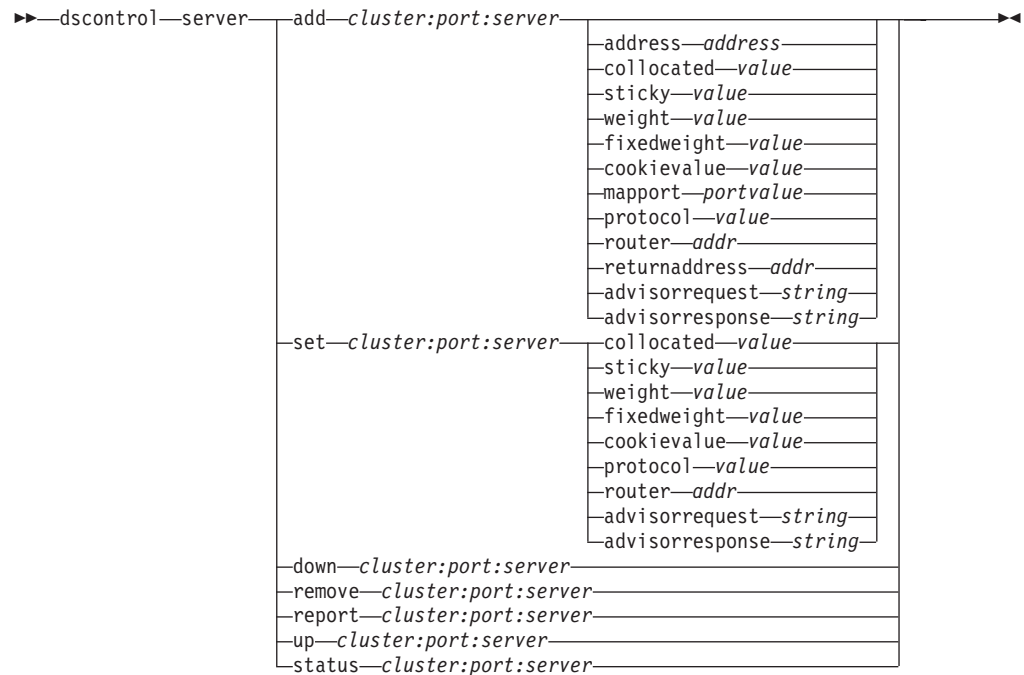 dscontrol server add cluster:port:server
address address
collocated value
sticky value
weight value
fixedweight value
cookievalue value
mapport portvalue
protocol value
router addr
returnaddress addr
advisorrequest string
advisorresponse string
set cluster:port:server collocated value
sticky value
weight value
fixedweight value
cookievalue value
protocol value
router addr
advisorrequest string
advisorresponse string
down cluster:port:server
remove cluster:port:server
report cluster:port:server
up cluster:port:server
status cluster:port:server